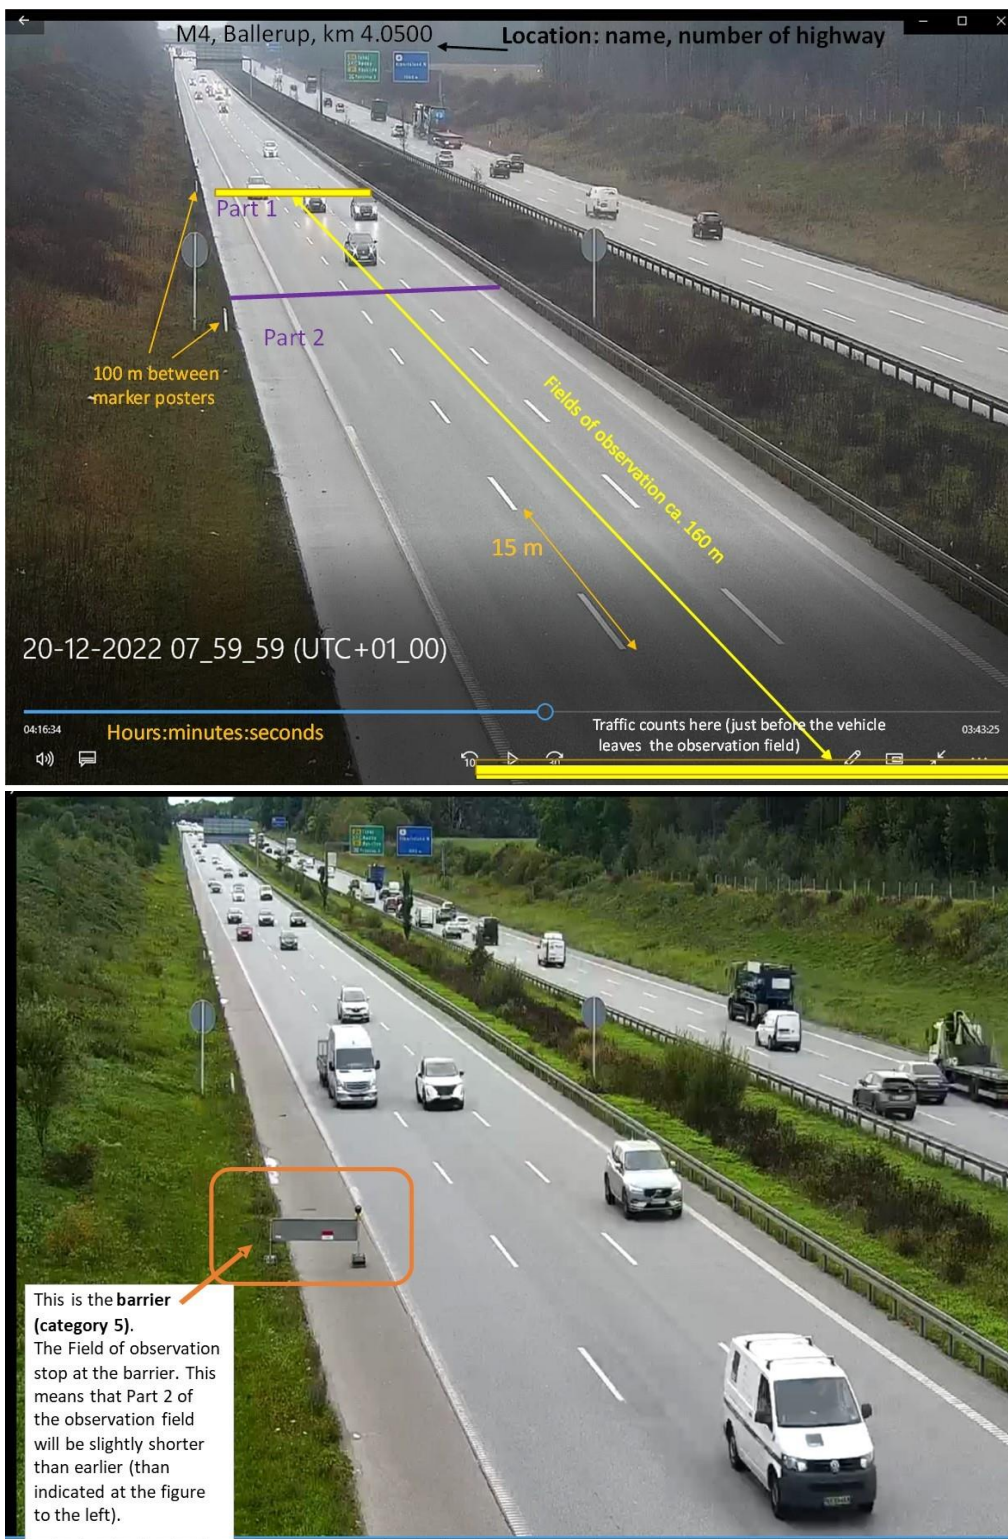 M4, Ballerup, km 4.0500
Location: name, number of highway
Part 1
Part 2
100 m between
marker posters
Fields of observation ca. 160 m
15 m
20-12-2022 07_59_59 (UTC+01_00)
04:16:34
Hours:minutes:seconds
Traffic counts here (just before the vehicle
leaves the observation field)
03:43:25
10
30
This is the barrier
(category 5).
The Field of observation
stop at the barrier. This
means that Part 2 of
the observation field
will be slightly shorter
than earlier (than
indicated at the figure
to the left).